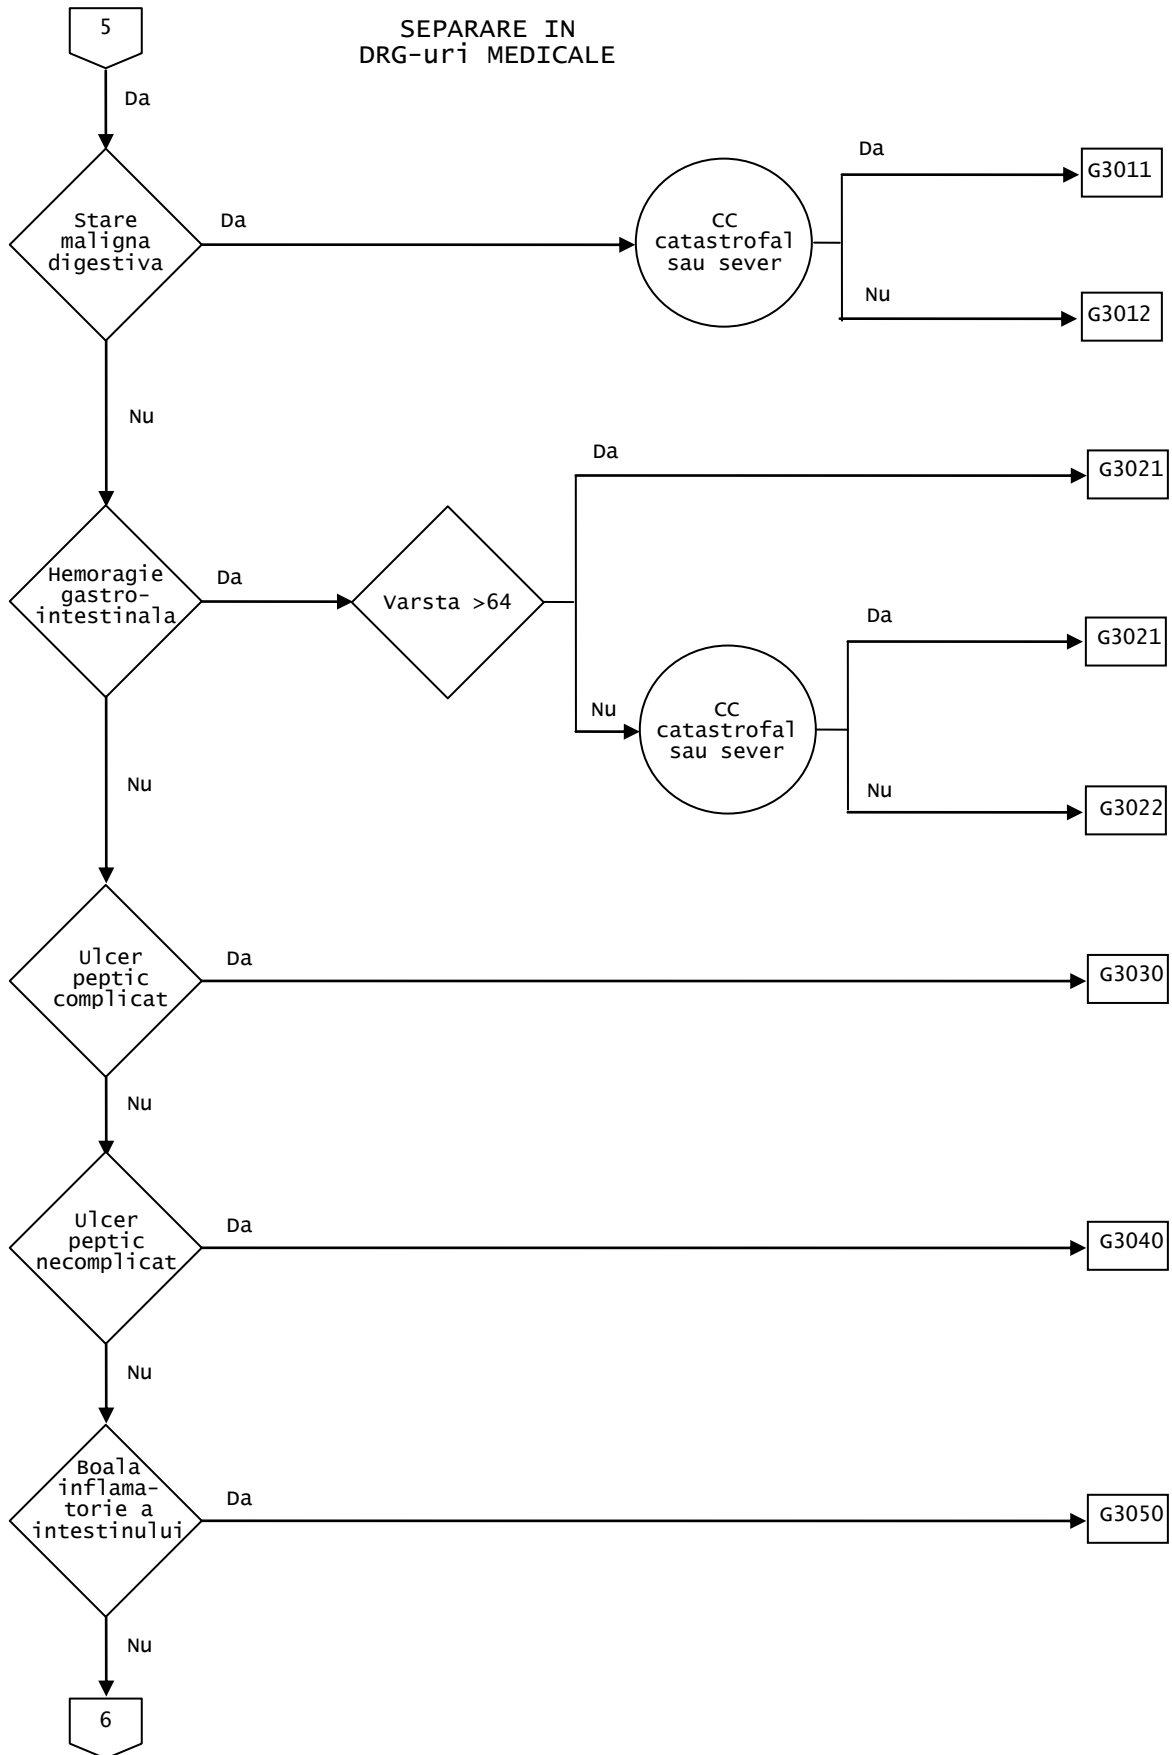 5
SEPARARE IN
DRG-uri MEDICALE
Da
Stare
maligna
digestiva
Da
CC
catastrofal
sau sever
Da
G3011
Nu
G3012
Nu
Hemoragie
gastro-
intestinala
Da
Varsta >64
Da
G3021
Nu
CC
catastrofal
sau sever
Da
G3021
Nu
G3022
Nu
Ulcer
peptic
complicat
Da
G3030
Nu
Ulcer
peptic
necomplicat
Da
G3040
Nu
Boala
inflama-
torie a
intestinului
Da
G3050
Nu
6